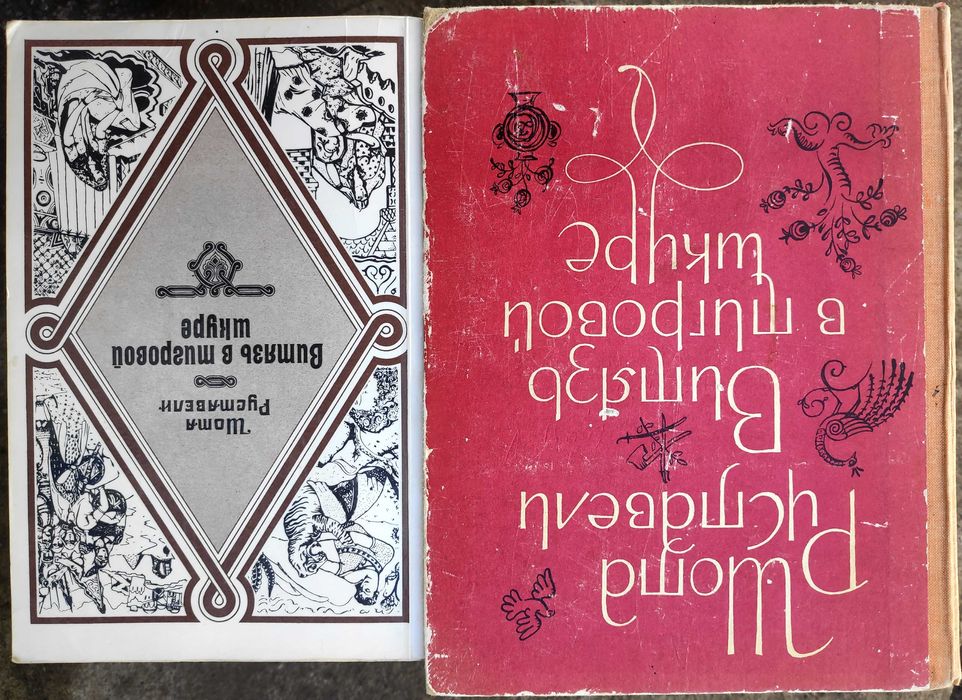 Шота
Руставели
Витязь в тигровой
шкуре
Шота
Руставели
Витязь
в тигровой
шкуре